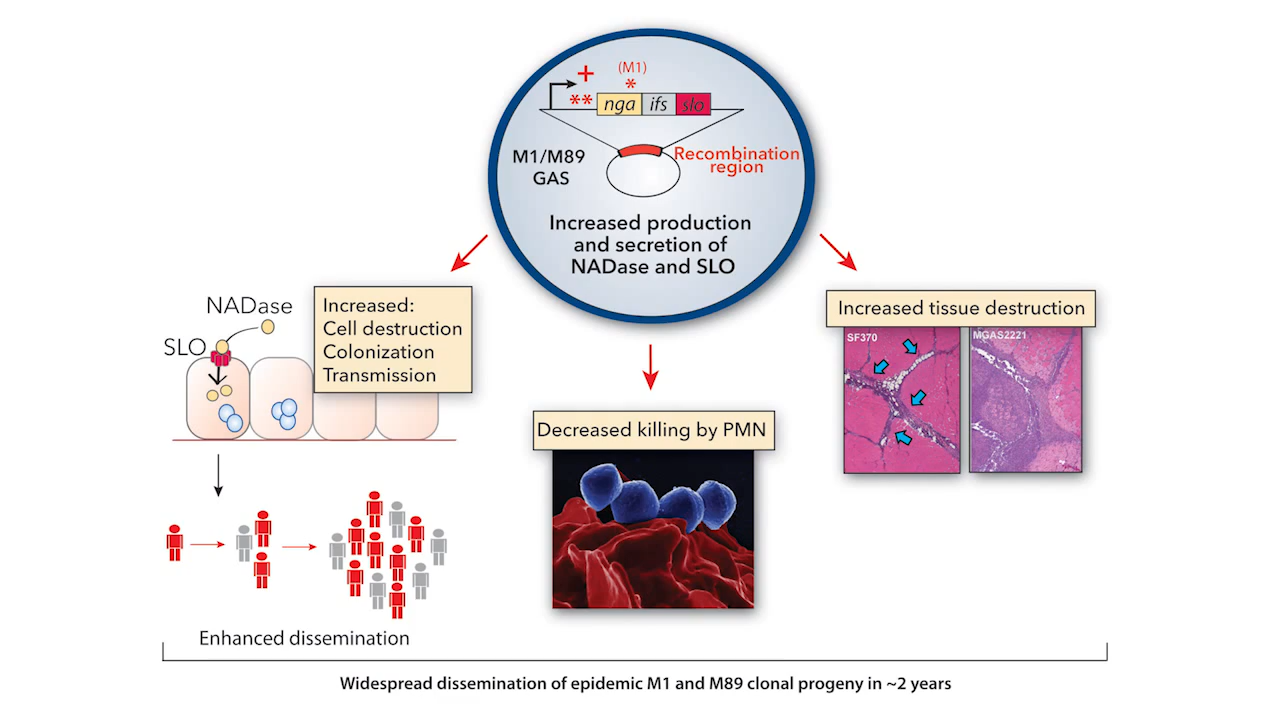 +
(M1)
*
**
nga ifs slo
M1/M89
GAS
Recombination
region
Increased production
and secretion of
NADase and SLO
NADase
SLO
Increased:
Cell destruction
Colonization
Transmission
Enhanced dissemination
Decreased killing by PMN
Increased tissue destruction
SF370
MGAS2221
Widespread dissemination of epidemic M1 and M89 clonal progeny in ~2 years